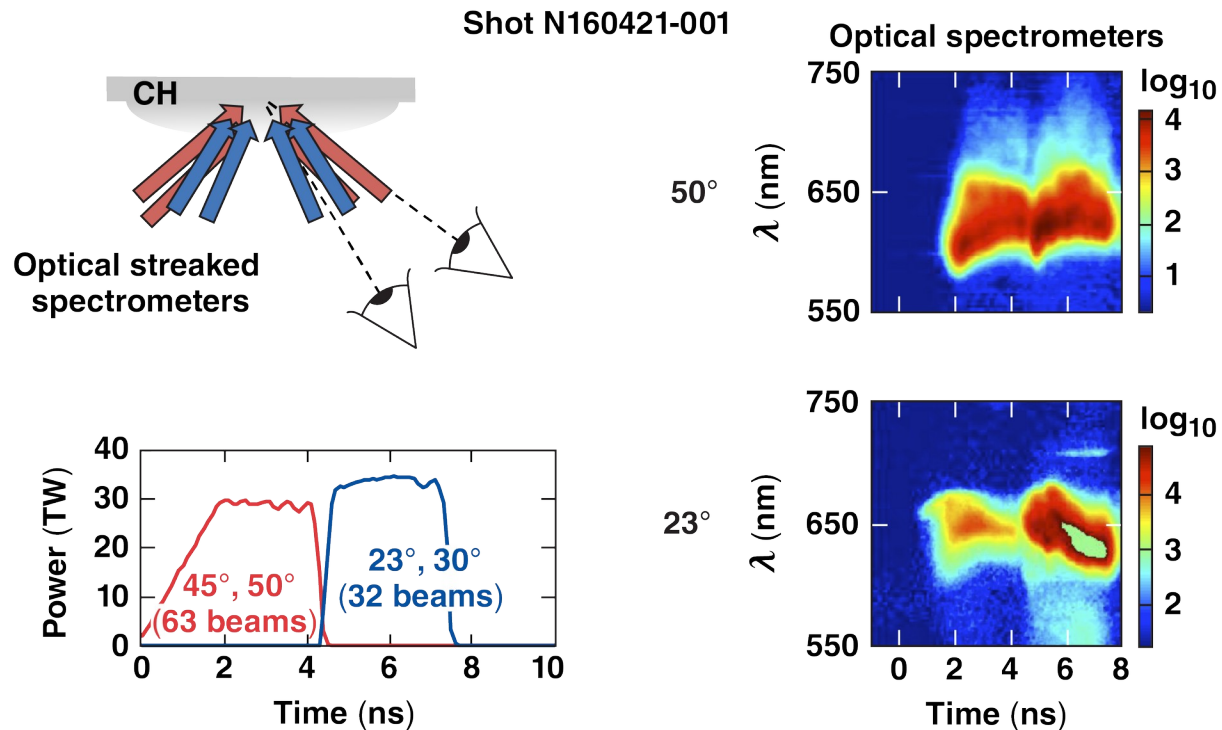 Shot N160421-001
CH
Optical streaked
spectrometers
Power (TW)
40
30
20
10
0
45°, 50°
(63 beams)
23°, 30°
(32 beams)
0
2
4
6
8
10
Time (ns)
Optical spectrometers
50°
λ (nm)
750
650
550
log10
4
3
2
1
23°
λ (nm)
750
650
550
0
2
4
6
8
Time (ns)
log10
4
3
2